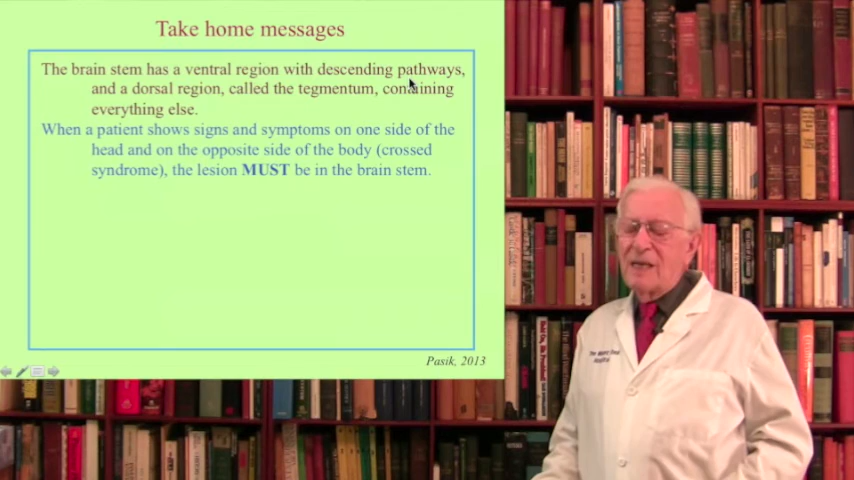 Take home messages
The brain stem has a ventral region with descending pathways,
and a dorsal region, called the tegmentum, containing
everything else.
When a patient shows signs and symptoms on one side of the
head and on the opposite side of the body (crossed
syndrome), the lesion MUST be in the brain stem.
Pasik, 2013